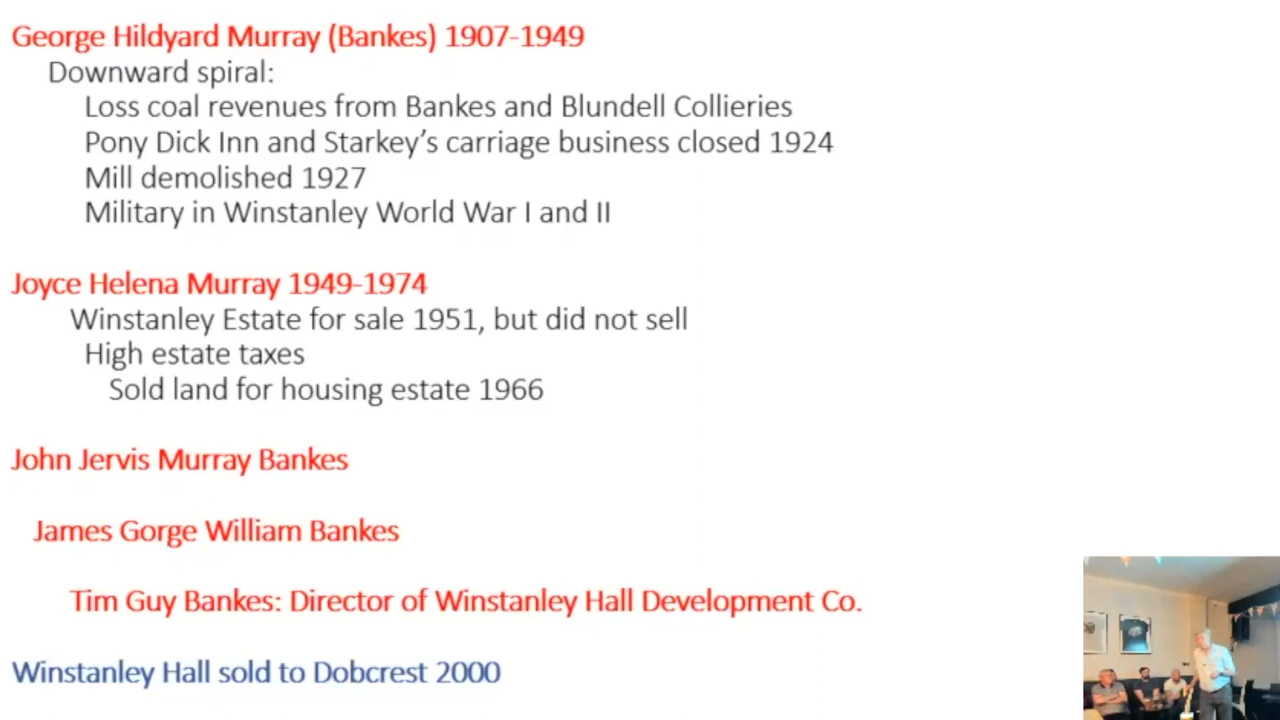 George Hildyard Murray (Bankes) 1907-1949
Downward spiral:
Loss coal revenues from Bankes and Blundell Collieries
Pony Dick Inn and Starkey’s carriage business closed 1924
Mill demolished 1927
Military in Winstanley World War I and II
Joyce Helena Murray 1949-1974
Winstanley Estate for sale 1951, but did not sell
High estate taxes
Sold land for housing estate 1966
John Jervis Murray Bankes
James Gorge William Bankes
Tim Guy Bankes: Director of Winstanley Hall Development Co.
Winstanley Hall sold to Dobcrest 2000